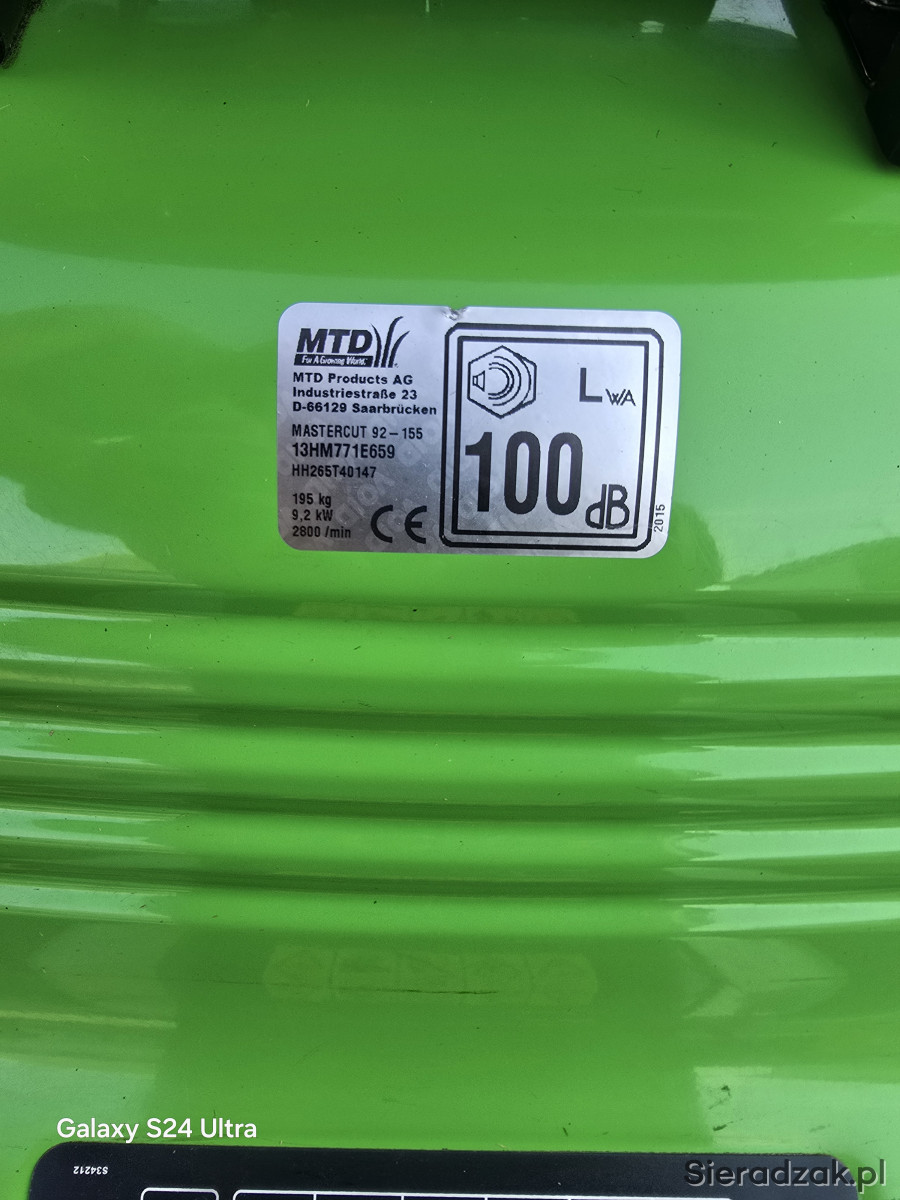 MTD
For A Growing World.
MTD Products AG
Industriestraße 23
D-66129 Saarbrücken
MASTERCUT 92-155
13HM771E659
HH265T40147
195 kg
9,2 kW
2800 /min
CE
LWA
100 dB
2015
Galaxy S24 Ultra
S34212
Sieradzak.pl